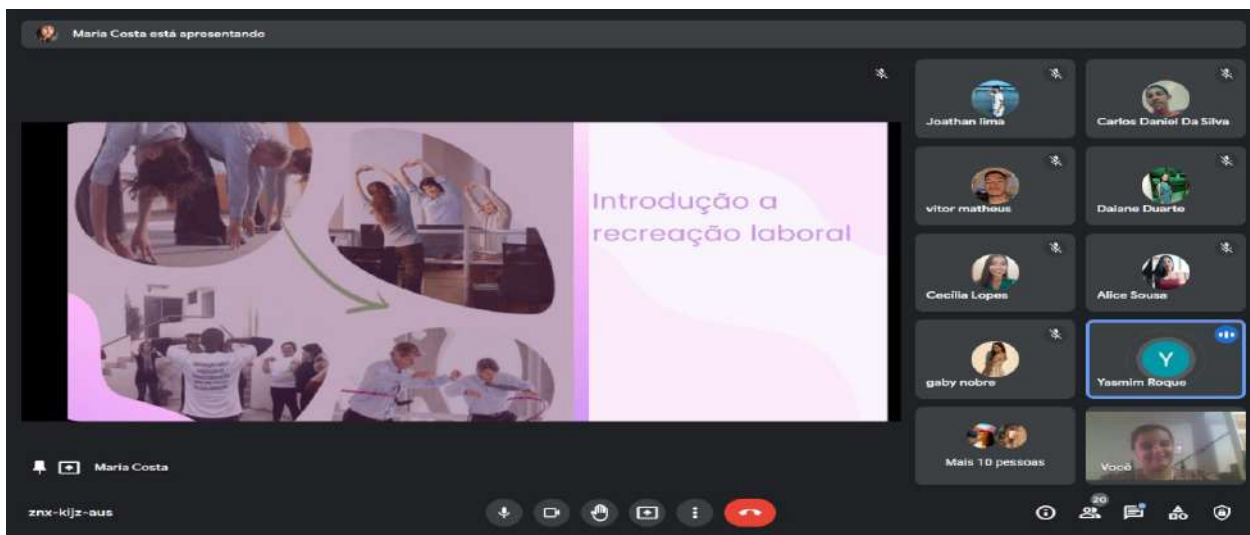 Maria Costa está apresentando
Introdução a
recreação laboral
Joathan lima
Carlos Daniel Da Silva
vitor matheus
Daiane Duarte
Cecília Lopes
Alice Sousa
gaby nobre
Y
Yasmim Roque
Mais 10 pessoas
Você
Maria Costa
znx-kijz-aus
20